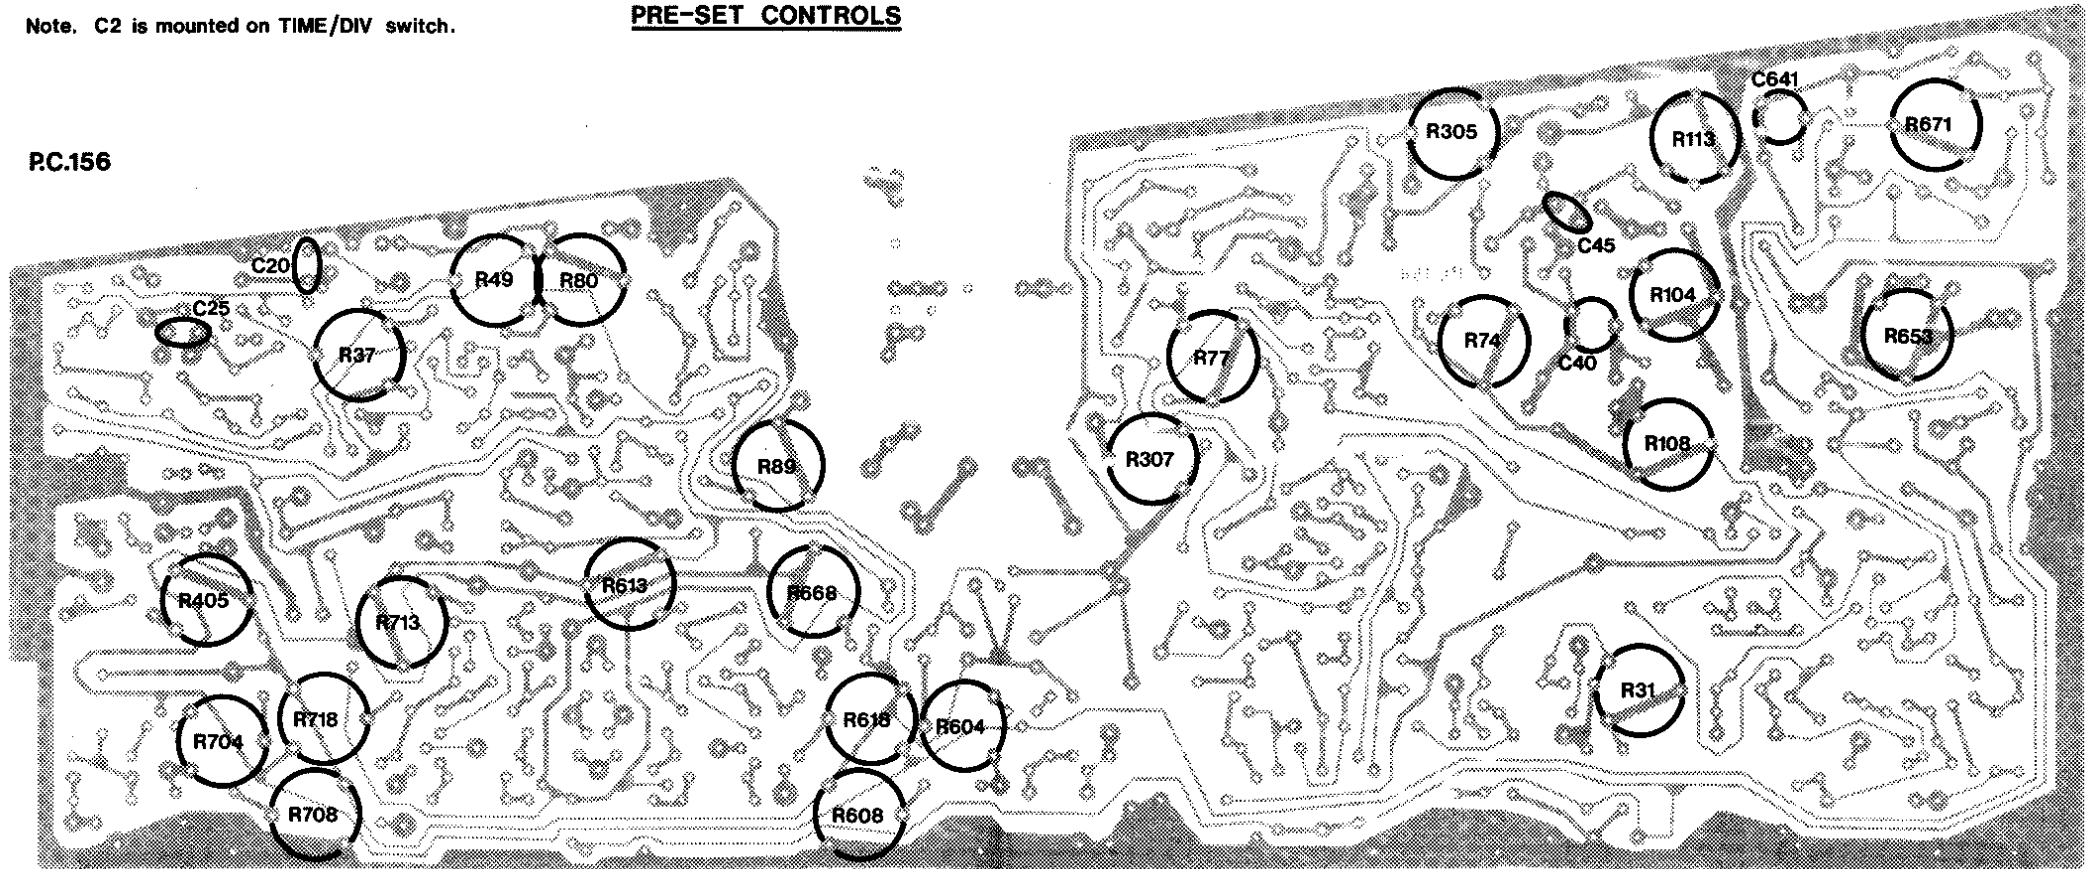 Note. C2 is mounted on TIME/DIV switch.
PRE-SET CONTROLS
P.C.156
C641
R305
R113
R671
C45
C20
R49
R80
R104
C25
R37
R77
R74
C40
R653
R89
R307
R108
R405
R713
R613
R668
R31
R704
R718
R618
R604
R708
R608